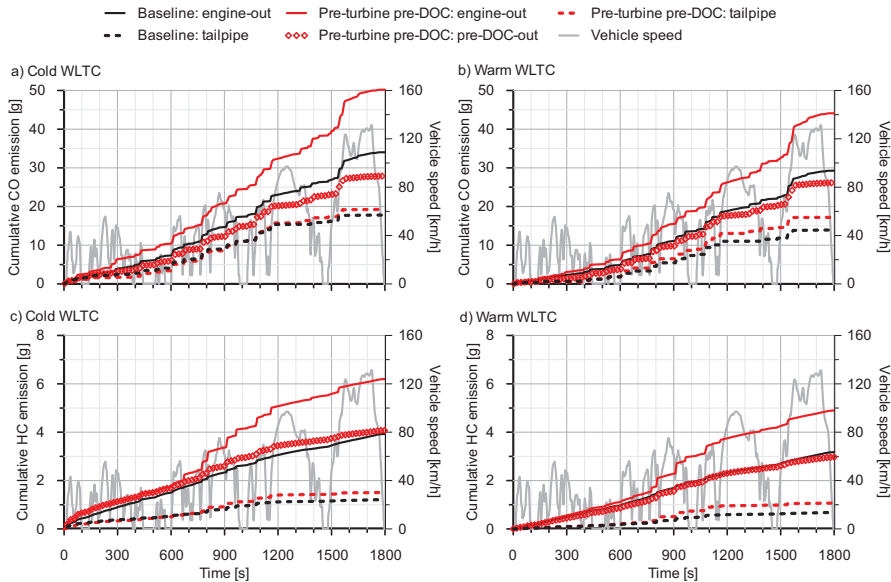 Baseline: engine-out Pre-turbine pre-DOC: engine-out Pre-turbine pre-DOC: tailpipe
Baseline: tailpipe Pre-turbine pre-DOC: pre-DOC-out Vehicle speed
a) Cold WLTC
50 160
40 120
30
80
20
40
10
0 0
Cumulative CO emission [g]
Vehicle speed [km/h]
b) Warm WLTC
50 160
40 120
30
80
20
40
10
0 0
Cumulative CO emission [g]
Vehicle speed [km/h]
c) Cold WLTC
8 160
6 120
4 80
2 40
0 0
Cumulative HC emission [g]
Vehicle speed [km/h]
0 300 600 900 1200 1500 1800
Time [s]
d) Warm WLTC
8 160
6 120
4 80
2 40
0 0
Cumulative HC emission [g]
Vehicle speed [km/h]
0 300 600 900 1200 1500 1800
Time [s]